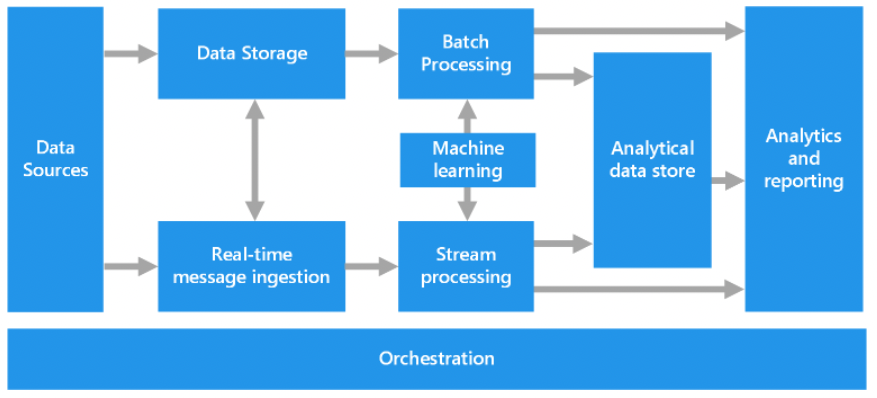 Data
Sources
Data Storage
Real-time
message ingestion
Batch
Processing
Machine
learning
Stream
processing
Analytical
data store
Analytics
and
reporting
Orchestration